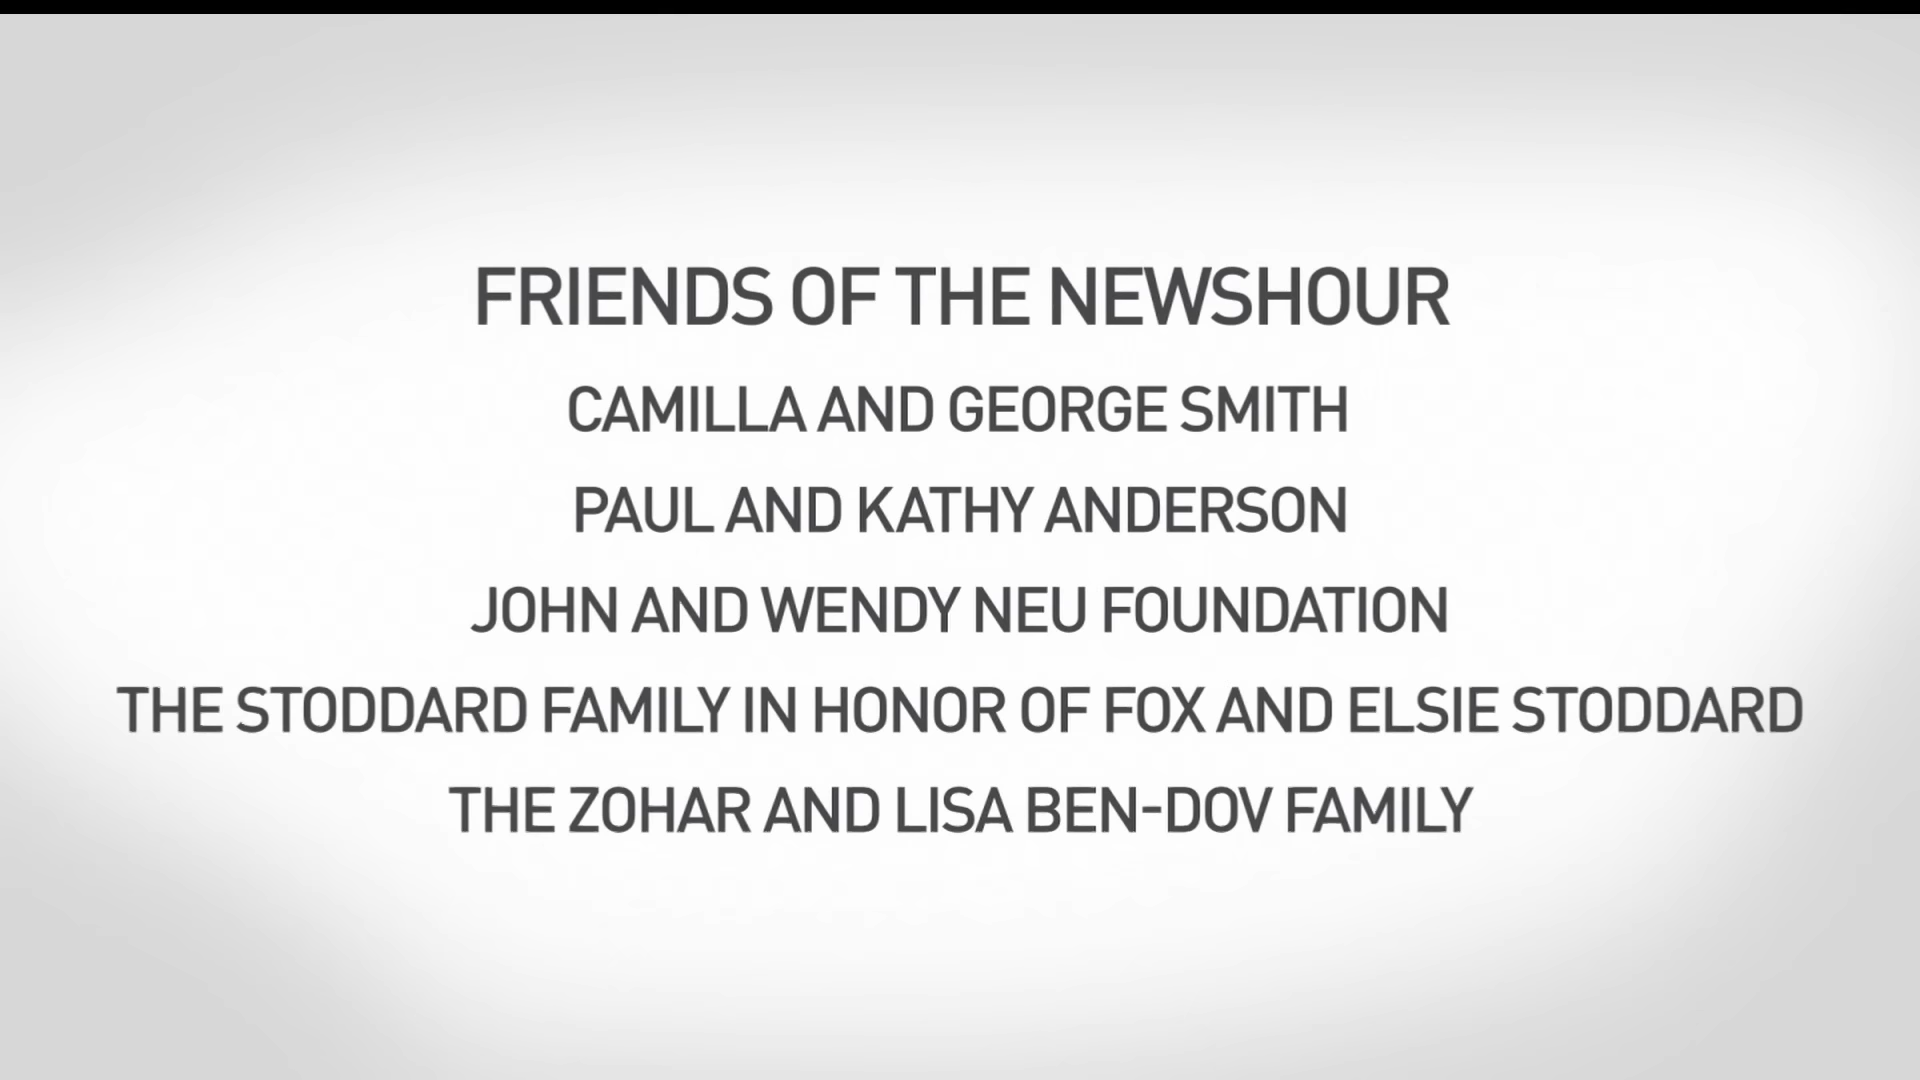 FRIENDS OF THE NEWSHOUR
CAMILLA AND GEORGE SMITH
PAUL AND KATHY ANDERSON
JOHN AND WENDY NEU FOUNDATION
THE STODDARD FAMILY IN HONOR OF FOX AND ELSIE STODDARD
THE ZOHAR AND LISA BEN-DOV FAMILY